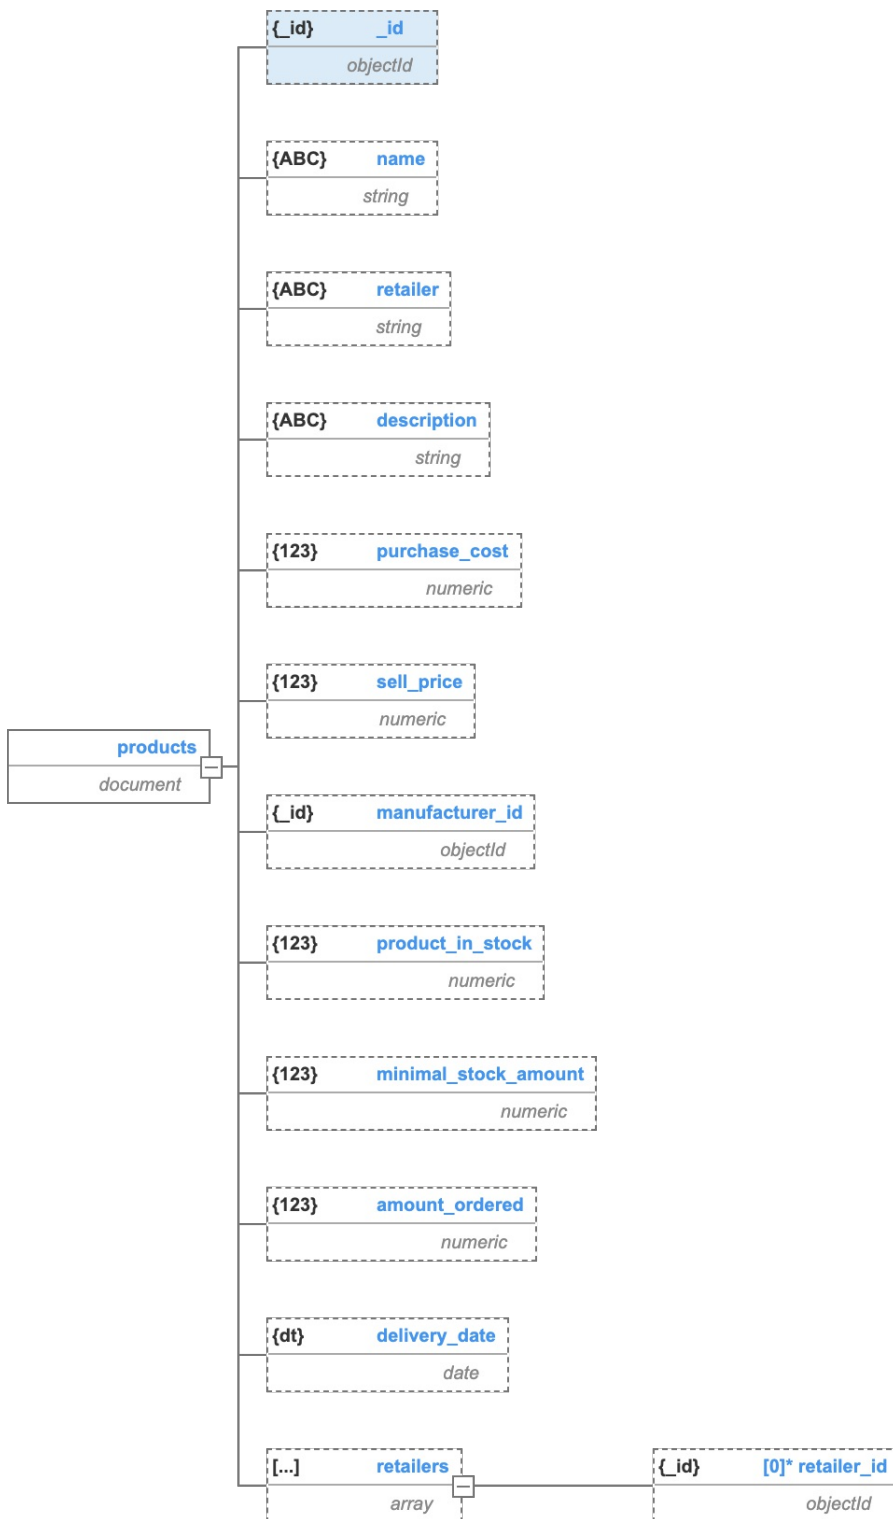 {_id} _id
objectId
{ABC} name
string
{ABC} retailer
string
{ABC} description
string
{123} purchase_cost
numeric
{123} sell_price
numeric
products
document
{_id} manufacturer_id
objectId
{123} product_in_stock
numeric
{123} minimal_stock_amount
numeric
{123} amount_ordered
numeric
{dt} delivery_date
date
[...] retailers
array
{_id} [0]* retailer_id
objectId